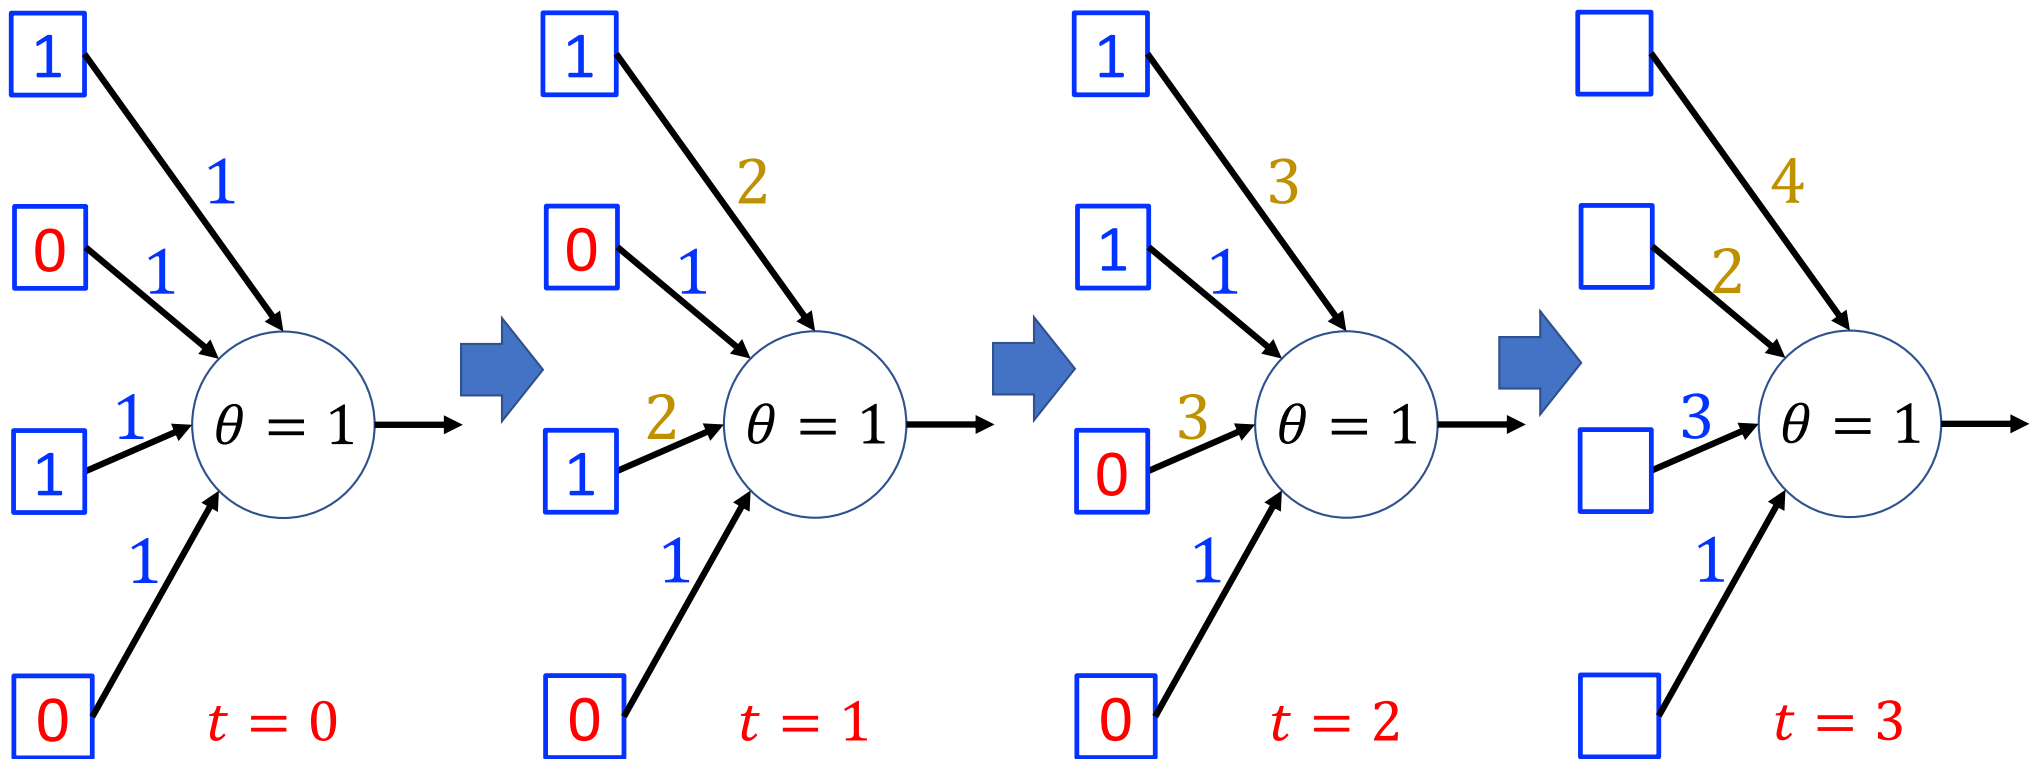 1 1 1
1 2 3 4
0 0 1
1 1 1 2
1 2 3 3
θ = 1 θ = 1 θ = 1 θ = 1
1 1 0
1 1 1 1
0 t = 0 0 t = 1 0 t = 2 t = 3